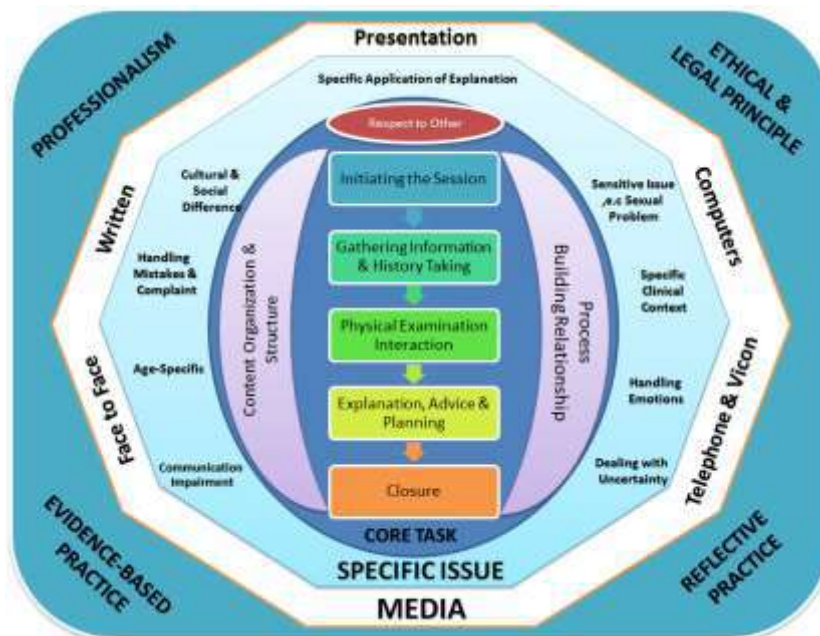 PROFESSIONALISM
Presentation
ETHICAL &
LEGAL PRINCIPLE
Specific Application of Explanation
Respect to Other
Written
Computers
Cultural &
Social
Difference
Initiating the Session
Sensitive Issue
,e.c Sexual
Problem
Handling
Mistakes &
Complaint
Content Organization &
Structure
Gathering Information
& History Taking
Process
Building Relationship
Specific
Clinical
Context
Physical Examination
Interaction
Age-Specific
Explanation, Advice &
Planning
Handling
Emotions
Face to Face
Telephone & Vicon
Communication
Impairment
Closure
Dealing with
Uncertainty
CORE TASK
SPECIFIC ISSUE
MEDIA
EVIDENCE-BASED
PRACTICE
REFLECTIVE
PRACTICE